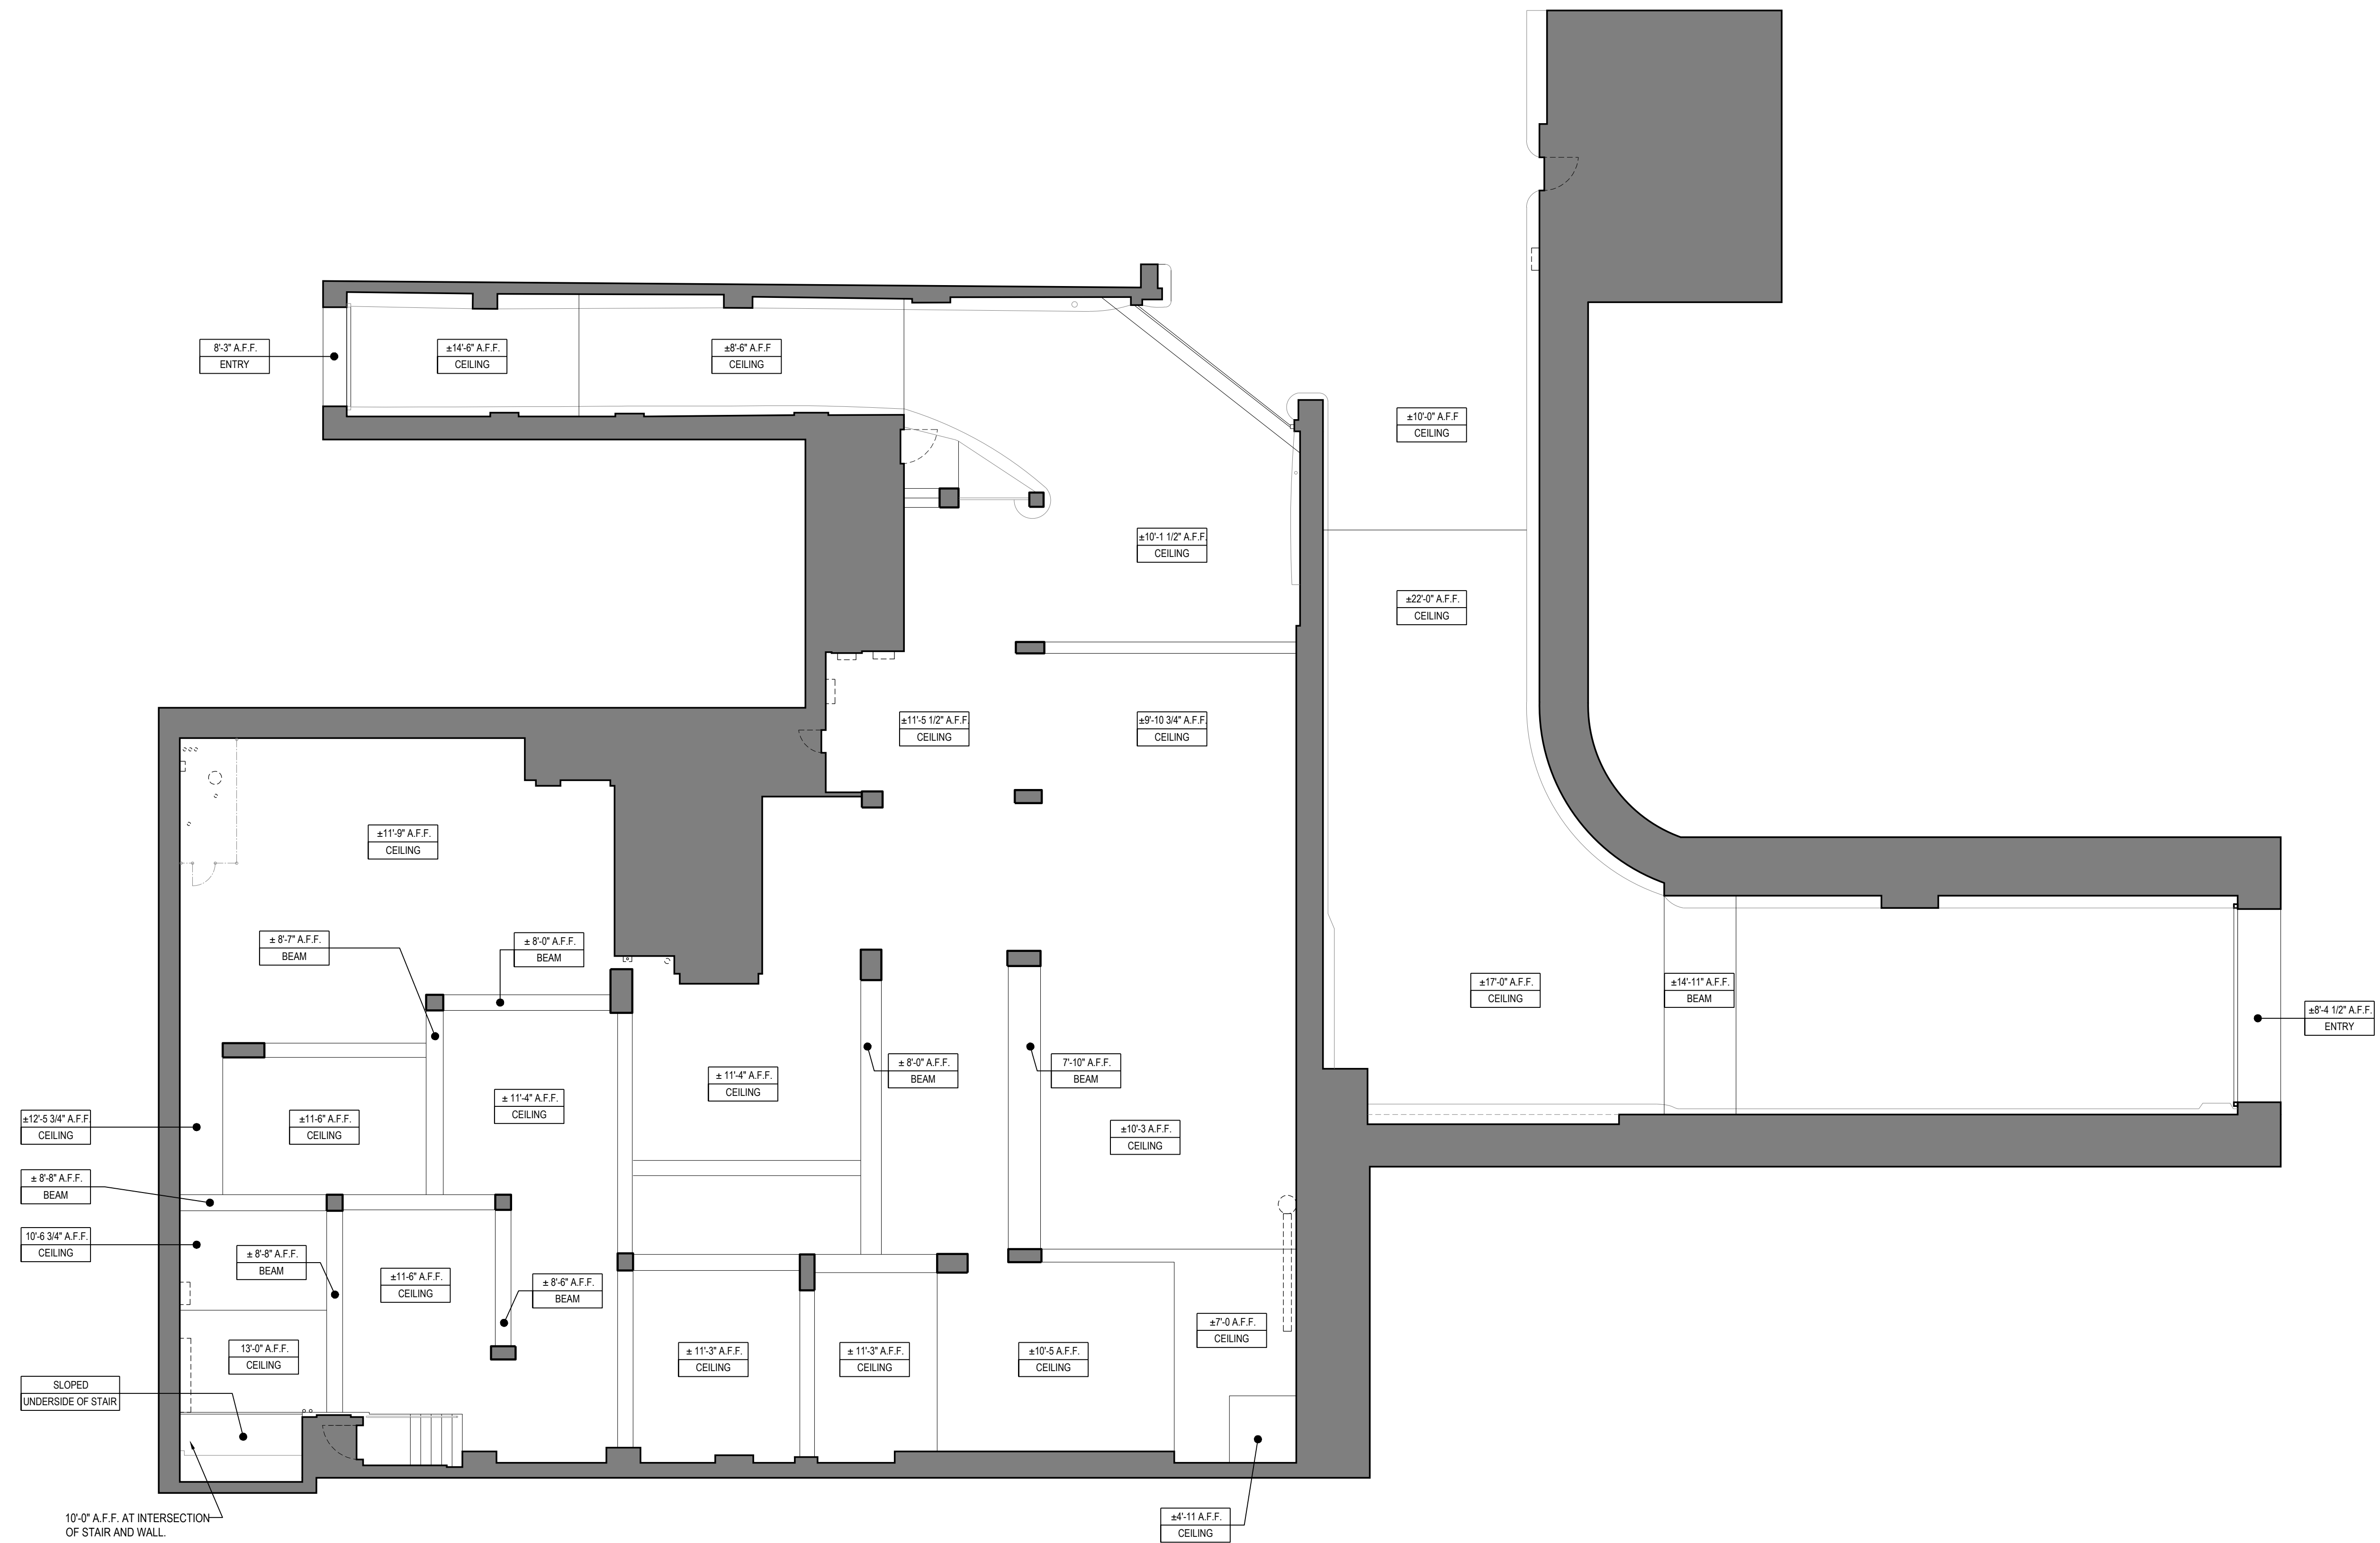 8'-3" A.F.F.
ENTRY
±14'-6" A.F.F.
CEILING
±8'-6" A.F.F
CEILING
±10'-0" A.F.F
CEILING
±10'-1 1/2" A.F.F.
CEILING
±22'-0" A.F.F.
CEILING
±11'-5 1/2" A.F.F.
CEILING
±9'-10 3/4" A.F.F.
CEILING
±11'-9" A.F.F.
CEILING
± 8'-7" A.F.F.
BEAM
± 8'-0" A.F.F.
BEAM
±17'-0" A.F.F.
CEILING
±14'-11" A.F.F.
BEAM
±8'-4 1/2" A.F.F.
ENTRY
± 11'-4" A.F.F.
CEILING
± 8'-0" A.F.F.
BEAM
7'-10" A.F.F.
BEAM
±12'-5 3/4" A.F.F.
CEILING
±11-6" A.F.F.
CEILING
± 11'-4" A.F.F.
CEILING
±10'-3 A.F.F.
CEILING
± 8'-8" A.F.F.
BEAM
10'-6 3/4" A.F.F.
CEILING
± 8'-8" A.F.F.
BEAM
±11-6" A.F.F.
CEILING
± 8'-6" A.F.F.
BEAM
13'-0" A.F.F.
CEILING
± 11'-3" A.F.F.
CEILING
± 11'-3" A.F.F.
CEILING
±10'-5 A.F.F.
CEILING
±7'-0 A.F.F.
CEILING
SLOPED
UNDERSIDE OF STAIR
10'-0" A.F.F. AT INTERSECTION
OF STAIR AND WALL.
±4'-11 A.F.F.
CEILING